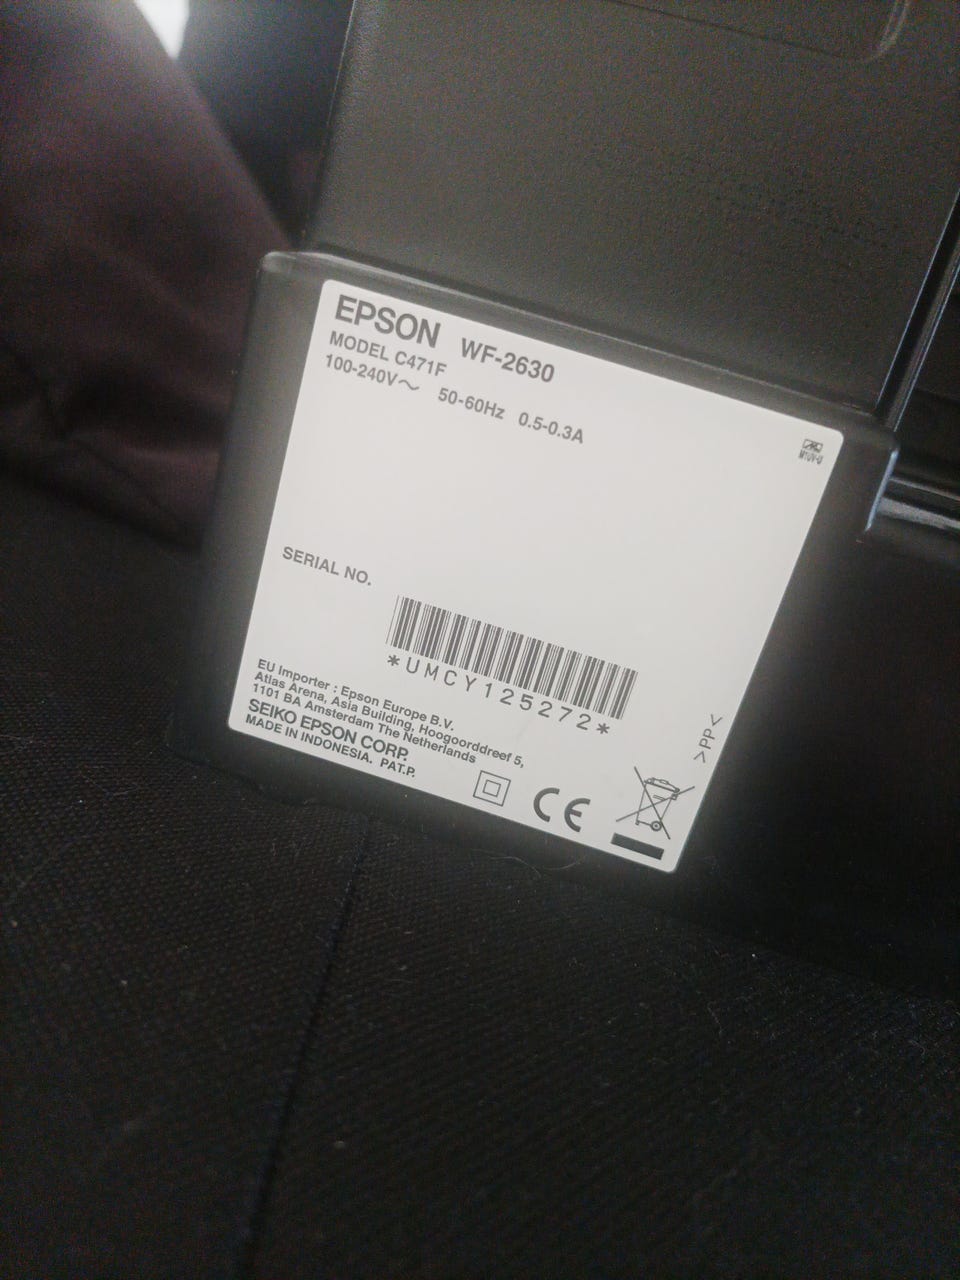 EPSON WF-2630
MODEL C471F
100-240V～ 50-60Hz 0.5-0.3A
M1UV-U
SERIAL NO.
*UMCY125272*
EU Importer : Epson Europe B.V.
Atlas Arena, Asia Building, Hoogoorddreef 5,
1101 BA Amsterdam The Netherlands
SEIKO EPSON CORP.
MADE IN INDONESIA. PAT.P.
CE
>PP<